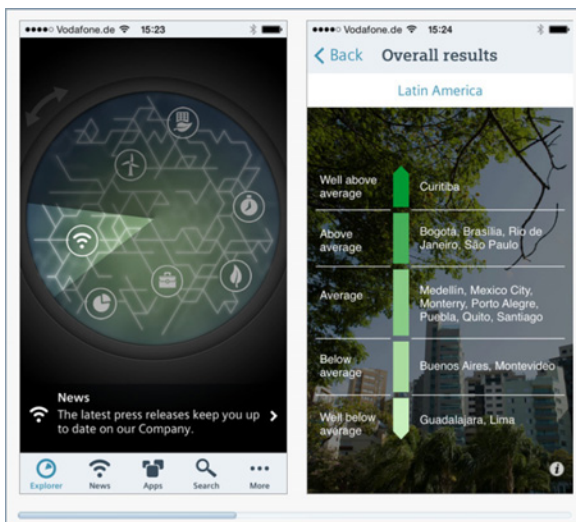 Vodafone.de 15:23
News
The latest press releases keep you up
to date on our Company.
Explorer News Apps Search More
Vodafone.de 15:24
Back Overall results
Latin America
Well above
average
Curitiba
Above
average
Bogotá, Brasília, Rio de
Janeiro, São Paulo
Average
Medellín, Mexico City,
Monterry, Porto Alegre,
Puebla, Quito, Santiago
Below
average
Buenos Aires, Montevideo
Well below
average
Guadalajara, Lima